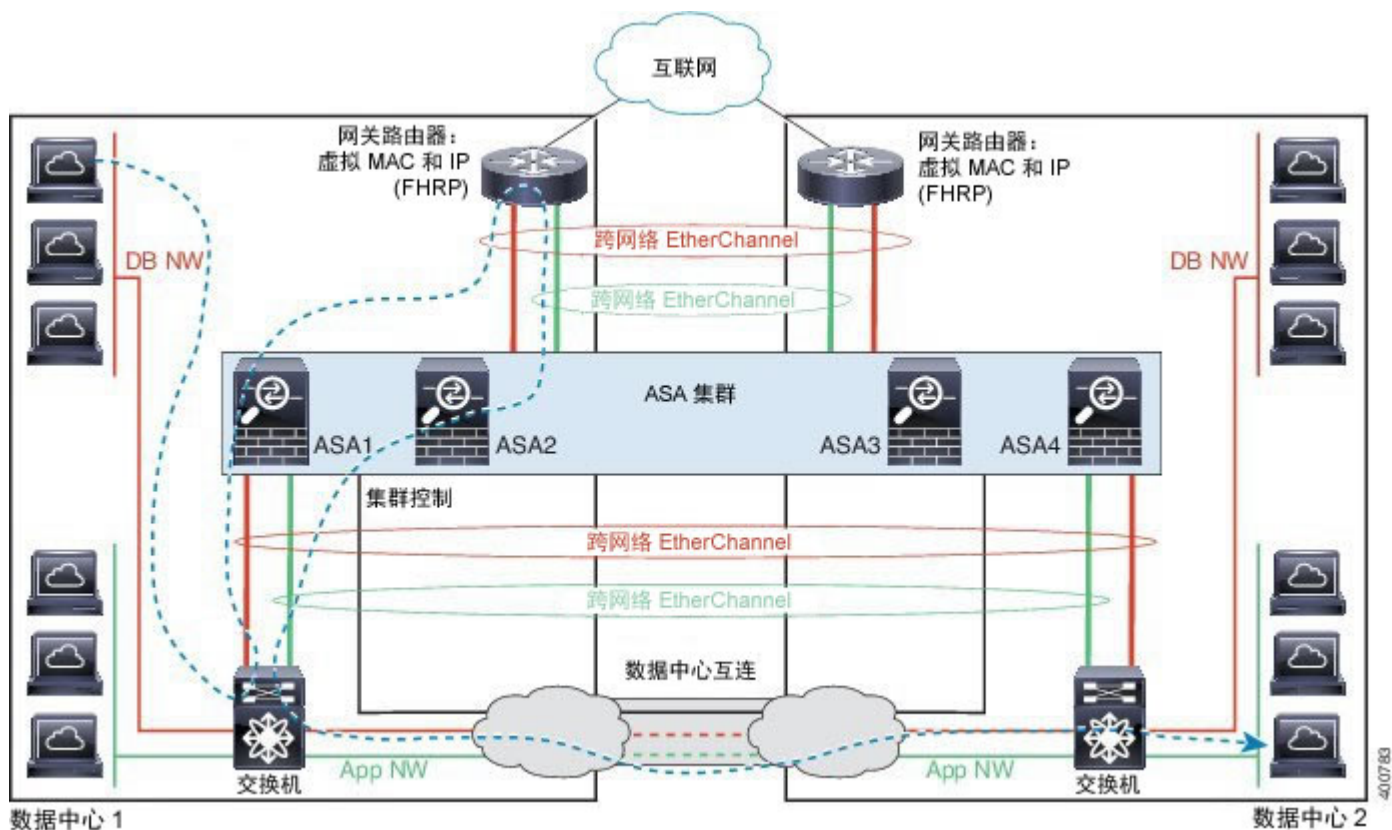 互联网
网关路由器：
虚拟 MAC 和 IP
(FHRP)
网关路由器：
虚拟 MAC 和 IP
(FHRP)
跨网络 EtherChannel
DB NW
DB NW
跨网络 EtherChannel
ASA 集群
ASA1
ASA2
ASA3
ASA4
集群控制
跨网络 EtherChannel
跨网络 EtherChannel
数据中心互连
App NW
App NW
交换机
交换机
400783
数据中心 1
数据中心 2